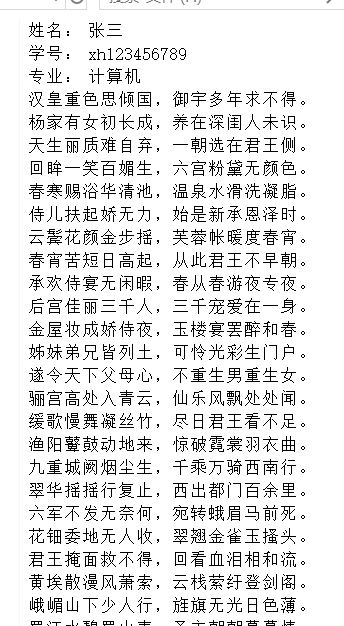 姓名： 张三
学号： xh123456789
专业： 计算机
汉皇重色思倾国，御宇多年求不得。
杨家有女初长成，养在深闺人未识。
天生丽质难自弃，一朝选在君王侧。
回眸一笑百媚生，六宫粉黛无颜色。
春寒赐浴华清池，温泉水滑洗凝脂。
侍儿扶起娇无力，始是新承恩泽时。
云鬓花颜金步摇，芙蓉帐暖度春宵。
春宵苦短日高起，从此君王不早朝。
承欢侍宴无闲暇，春从春游夜专夜。
后宫佳丽三千人，三千宠爱在一身。
金屋妆成娇侍夜，玉楼宴罢醉和春。
姊妹弟兄皆列土，可怜光彩生门户。
遂令天下父母心，不重生男重生女。
骊宫高处入青云，仙乐风飘处处闻。
缓歌慢舞凝丝竹，尽日君王看不足。
渔阳鼙鼓动地来，惊破霓裳羽衣曲。
九重城阙烟尘生，千乘万骑西南行。
翠华摇摇行复止，西出都门百余里。
六军不发无奈何，宛转蛾眉马前死。
花钿委地无人收，翠翘金雀玉搔头。
君王掩面救不得，回看血泪相和流。
黄埃散漫风萧索，云栈萦纡登剑阁。
峨嵋山下少人行，旌旗无光日色薄。